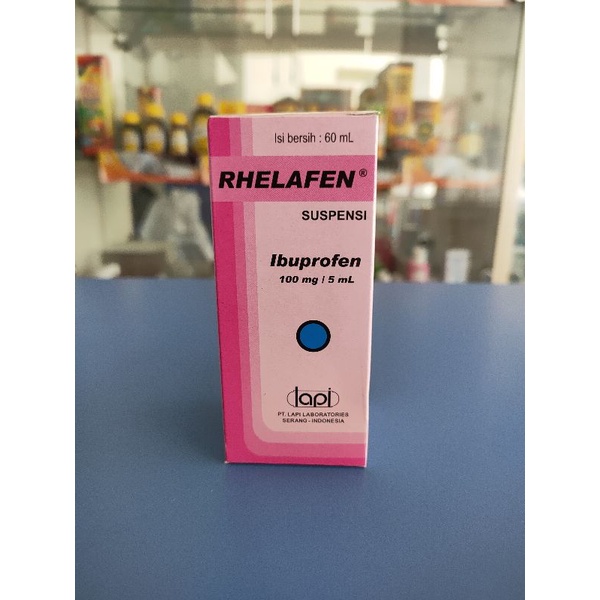 Isi bersih : 60 mL
RHELAFEN®
SUSPENSI
Ibuprofen
100 mg / 5 mL
lapi
PT. LAPI LABORATORIES
SERANG - INDONESIA